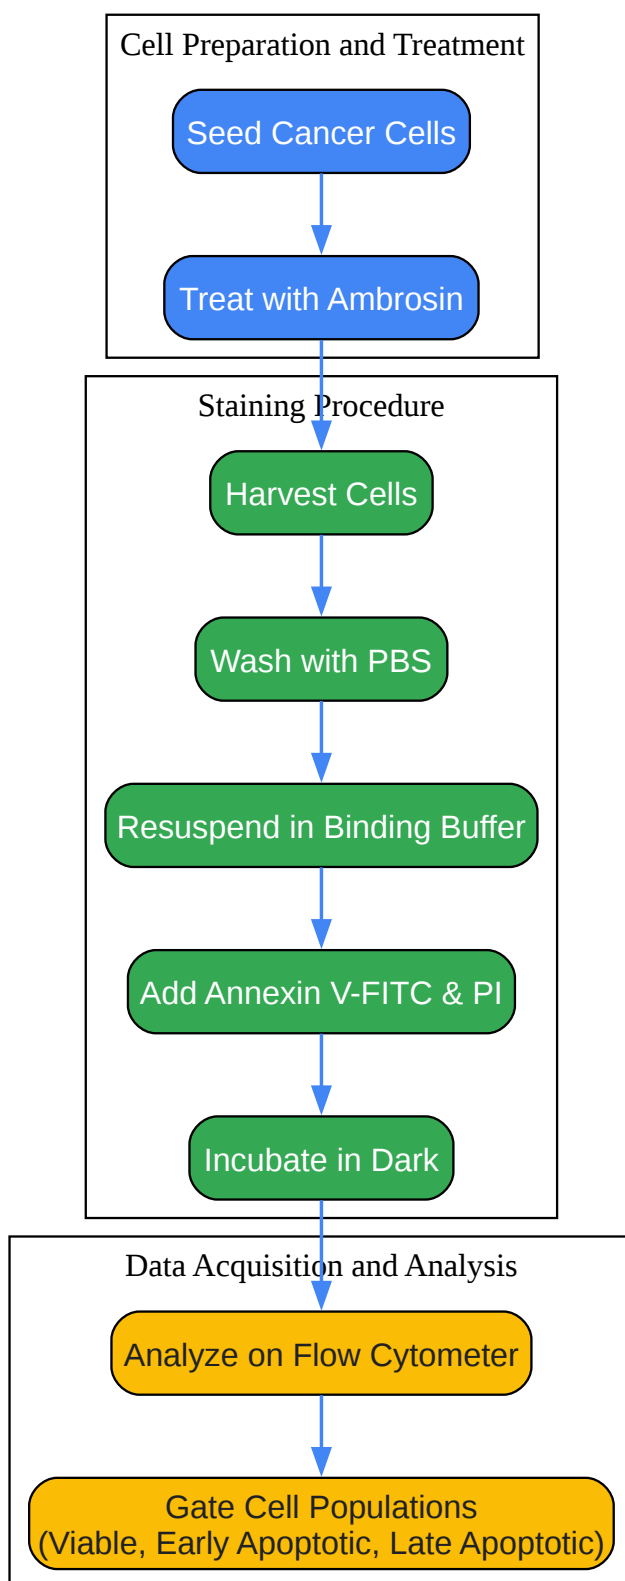 Cell Preparation and Treatment
Seed Cancer Cells
Treat with Ambrosin
Staining Procedure
Harvest Cells
Wash with PBS
Resuspend in Binding Buffer
Add Annexin V-FITC & PI
Incubate in Dark
Data Acquisition and Analysis
Analyze on Flow Cytometer
Gate Cell Populations
(Viable, Early Apoptotic, Late Apoptotic)